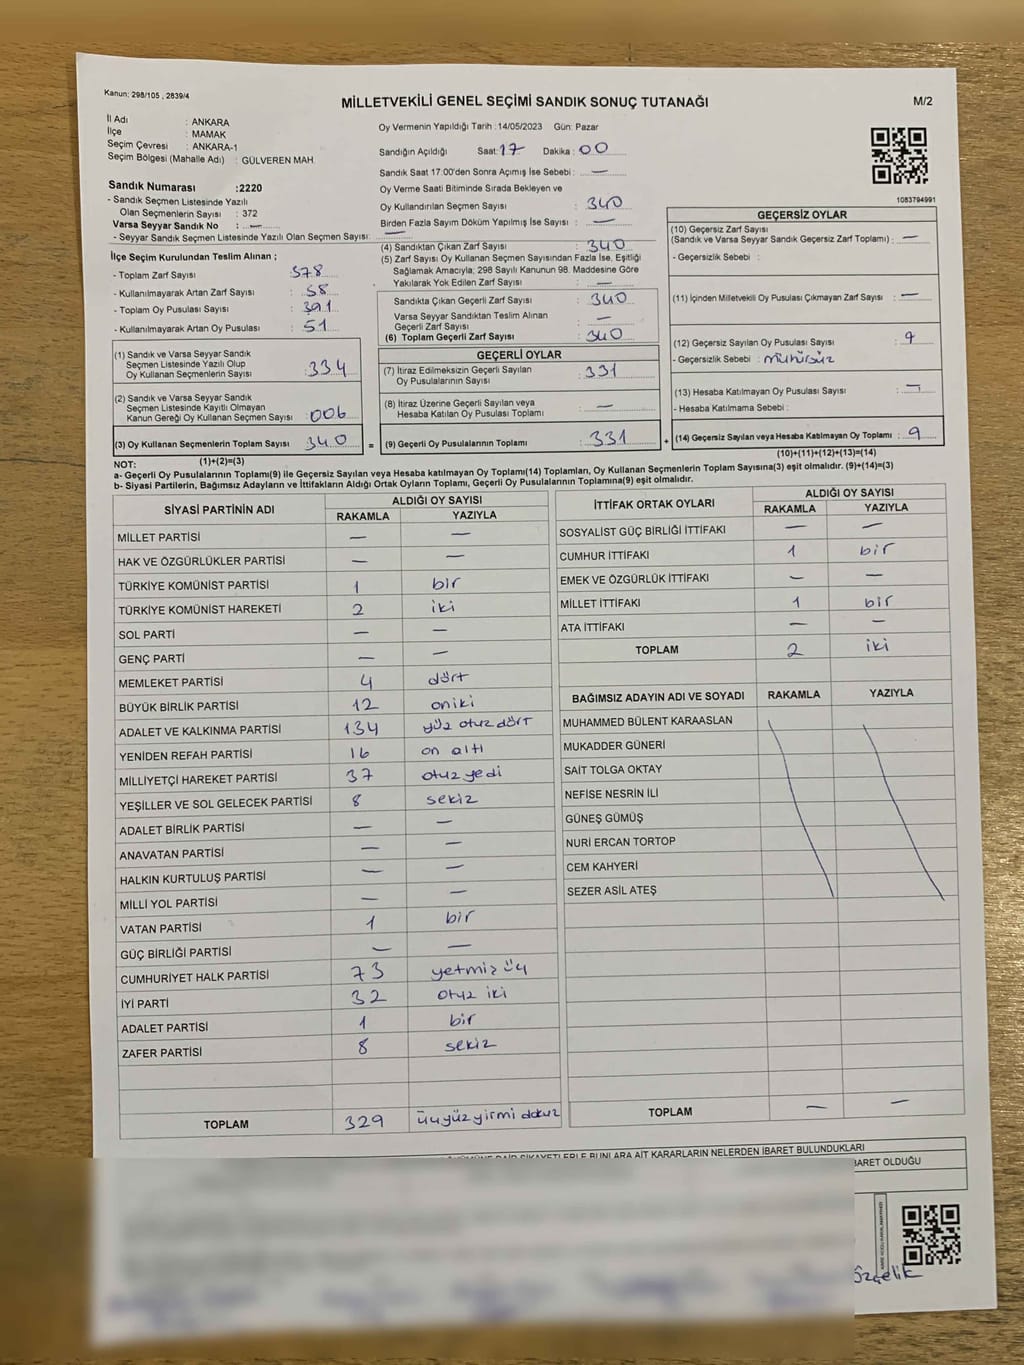 Kanun: 298/105 , 2839/4
MİLLETVEKİLİ GENEL SEÇİMİ SANDIK SONUÇ TUTANAĞI
M/2
İl Adı : ANKARA
İlçe : MAMAK
Seçim Çevresi : ANKARA-1
Seçim Bölgesi (Mahalle Adı) : GÜLVEREN MAH.
Sandık Numarası :2220
- Sandık Seçmen Listesinde Yazılı
Olan Seçmenlerin Sayısı : 372
Varsa Seyyar Sandık No : —
- Seyyar Sandık Seçmen Listesinde Yazılı Olan Seçmen Sayısı: —
İlçe Seçim Kurulundan Teslim Alınan ;
- Toplam Zarf Sayısı : 378
- Kullanılmayarak Artan Zarf Sayısı : 58
- Toplam Oy Pusulası Sayısı : 391
- Kullanılmayarak Artan Oy Pusulası : 51
(1) Sandık ve Varsa Seyyar Sandık
Seçmen Listesinde Yazılı Olup
Oy Kullanan Seçmenlerin Sayısı : 334
(2) Sandık ve Varsa Seyyar Sandık
Seçmen Listesinde Kayıtlı Olmayan
Kanun Gereği Oy Kullanan Seçmen Sayısı : 006
(3) Oy Kullanan Seçmenlerin Toplam Sayısı 340 =
(1)+(2)=(3)
Oy Vermenin Yapıldığı Tarih :14/05/2023 Gün: Pazar
Sandığın Açıldığı Saat: 17 Dakika : 00
Sandık Saat 17:00'den Sonra Açımış İse Sebebi : —
Oy Verme Saati Bitiminde Sırada Bekleyen ve
Oy Kullandırılan Seçmen Sayısı : 340
Birden Fazla Sayım Döküm Yapılmış İse Sayısı : —
(4) Sandıktan Çıkan Zarf Sayısı : 340
(5) Zarf Sayısı Oy Kullanan Seçmen Sayısından Fazla İse, Eşitliği
Sağlamak Amacıyla; 298 Sayılı Kanunun 98. Maddesine Göre
Yakılarak Yok Edilen Zarf Sayısı : —
Sandıkta Çıkan Geçerli Zarf Sayısı : 340
Varsa Seyyar Sandıktan Teslim Alınan
Geçerli Zarf Sayısı : —
(6) Toplam Geçerli Zarf Sayısı : 340
GEÇERLİ OYLAR
(7) İtiraz Edilmeksizin Geçerli Sayılan
Oy Pusulalarının Sayısı : 331
(8) İtiraz Üzerine Geçerli Sayılan veya
Hesaba Katılan Oy Pusulası Toplamı : —
(9) Geçerli Oy Pusulalarının Toplamı : 331 +
1083794991
GEÇERSİZ OYLAR
(10) Geçersiz Zarf Sayısı
(Sandık ve Varsa Seyyar Sandık Geçersiz Zarf Toplamı) : —
- Geçersizlik Sebebi :
(11) İçinden Milletvekili Oy Pusulası Çıkmayan Zarf Sayısı : —
(12) Geçersiz Sayılan Oy Pusulası Sayısı : 9
- Geçersizlik Sebebi : mühürsüz
(13) Hesaba Katılmayan Oy Pusulası Sayısı : —
- Hesaba Katılmama Sebebi :
(14) Geçersiz Sayılan veya Hesaba Katılmayan Oy Toplamı : 9
(10)+(11)+(12)+(13)=(14)
NOT:
a- Geçerli Oy Pusulalarının Toplamı(9) ile Geçersiz Sayılan veya Hesaba katılmayan Oy Toplamı(14) Toplamları, Oy Kullanan Seçmenlerin Toplam Sayısına(3) eşit olmalıdır. (9)+(14)=(3)
b- Siyasi Partilerin, Bağımsız Adayların ve İttifakların Aldığı Ortak Oyların Toplamı, Geçerli Oy Pusulalarının Toplamına(9) eşit olmalıdır.
SİYASİ PARTİNİN ADI ALDIĞI OY SAYISI
RAKAMLA YAZIYLA
MİLLET PARTİSİ — —
HAK VE ÖZGÜRLÜKLER PARTİSİ — —
TÜRKİYE KOMÜNİST PARTİSİ 1 bir
TÜRKİYE KOMÜNİST HAREKETİ 2 iki
SOL PARTİ — —
GENÇ PARTİ — —
MEMLEKET PARTİSİ 4 dört
BÜYÜK BİRLİK PARTİSİ 12 oniki
ADALET VE KALKINMA PARTİSİ 134 yüz otuz dört
YENİDEN REFAH PARTİSİ 16 on altı
MİLLİYETÇİ HAREKET PARTİSİ 37 otuz yedi
YEŞİLLER VE SOL GELECEK PARTİSİ 8 sekiz
ADALET BİRLİK PARTİSİ — —
ANAVATAN PARTİSİ — —
HALKIN KURTULUŞ PARTİSİ — —
MİLLİ YOL PARTİSİ — —
VATAN PARTİSİ 1 bir
GÜÇ BİRLİĞİ PARTİSİ — —
CUMHURİYET HALK PARTİSİ 73 yetmiş üç
İYİ PARTİ 32 otuz iki
ADALET PARTİSİ 1 bir
ZAFER PARTİSİ 8 sekiz
TOPLAM 329 üçyüz yirmi dokuz
İTTİFAK ORTAK OYLARI ALDIĞI OY SAYISI
RAKAMLA YAZIYLA
SOSYALİST GÜÇ BİRLİĞİ İTTİFAKI — —
CUMHUR İTTİFAKI 1 bir
EMEK VE ÖZGÜRLÜK İTTİFAKI — —
MİLLET İTTİFAKI 1 bir
ATA İTTİFAKI — —
TOPLAM 2 iki
BAĞIMSIZ ADAYIN ADI VE SOYADI RAKAMLA YAZIYLA
MUHAMMED BÜLENT KARAASLAN
MUKADDER GÜNERİ
SAİT TOLGA OKTAY
NEFİSE NESRİN İLİ
GÜNEŞ GÜMÜŞ
NURİ ERCAN TORTOP
CEM KAHYERİ
SEZER ASİL ATEŞ
TOPLAM — —
DAİR ŞİKAYETLERLE BUNLARA AİT KARARLARIN NELERDEN İBARET BULUNDUKLARI
BARET OLDUĞU
Özçelik